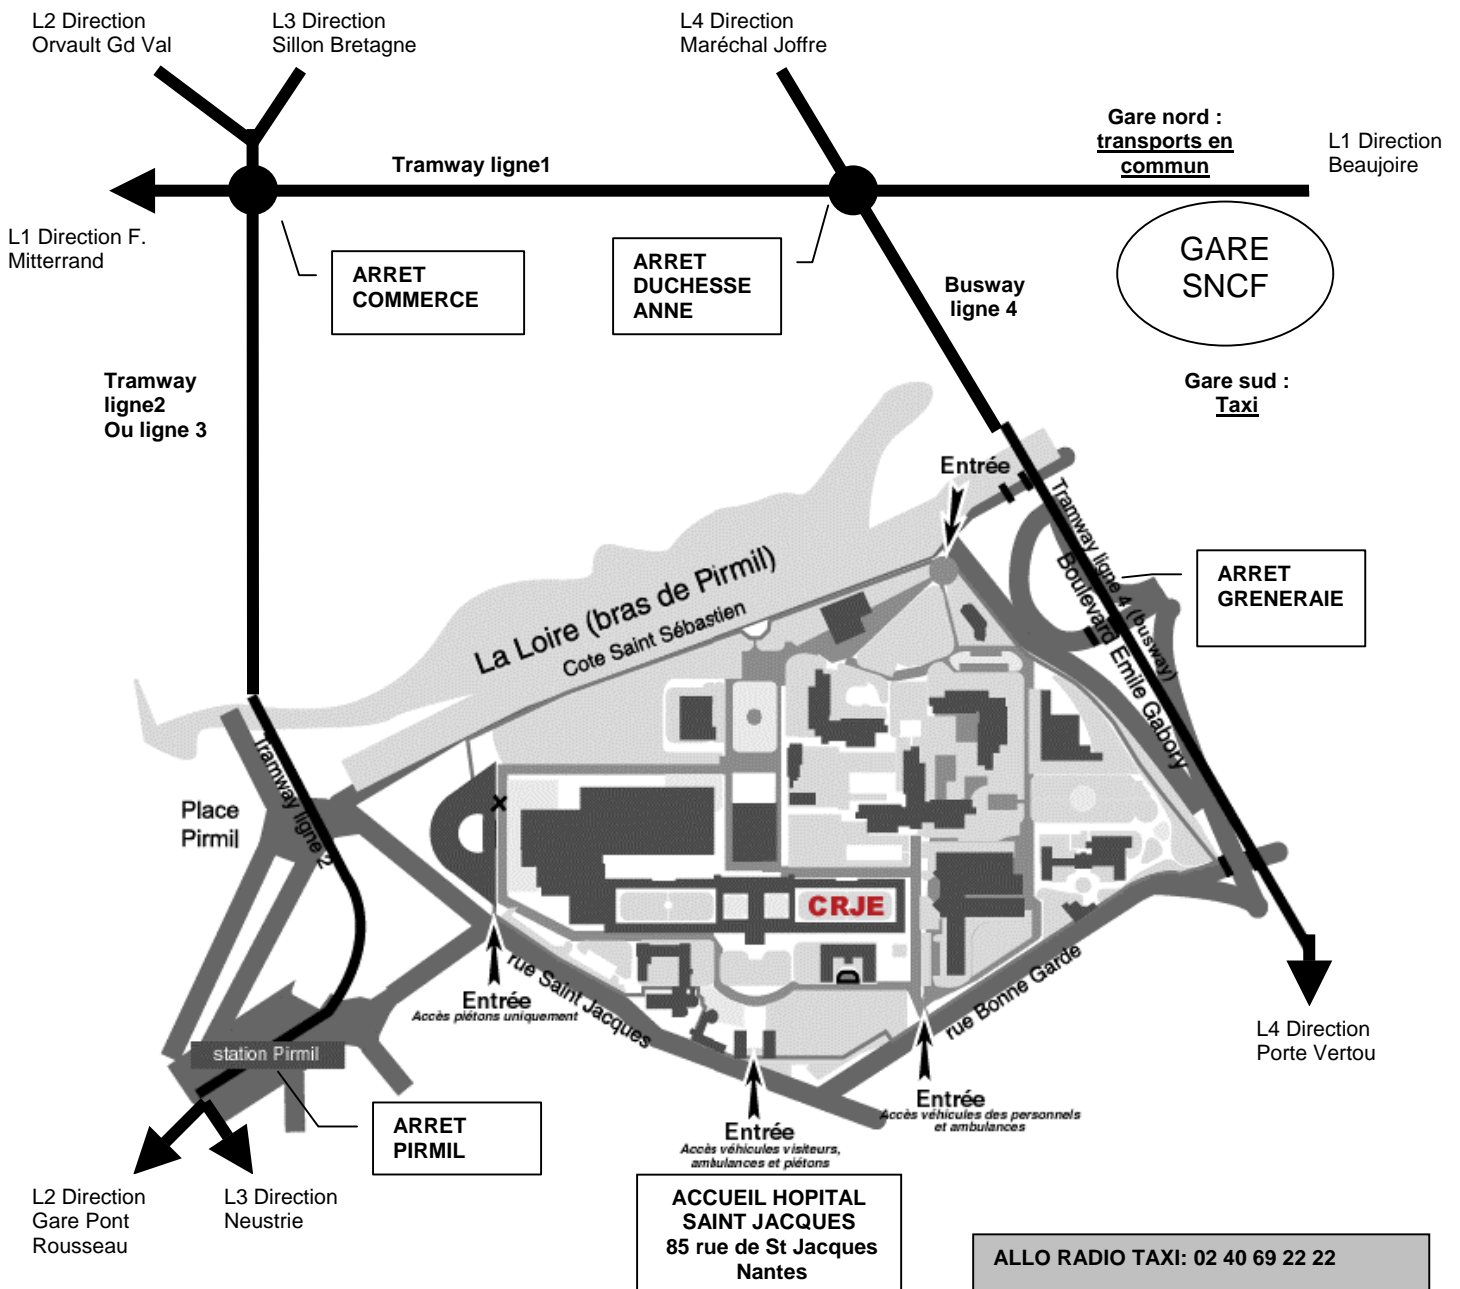 L2 Direction
Orvault Gd Val
L3 Direction
Sillon Bretagne
L4 Direction
Maréchal Joffre
Gare nord :
transports en
commun
L1 Direction
Beaujoire
Tramway ligne1
L1 Direction F.
Mitterrand
ARRET
COMMERCE
ARRET
DUCHESSE
ANNE
Busway
ligne 4
GARE
SNCF
Tramway
ligne2
Ou ligne 3
Gare sud :
Taxi
Entrée
La Loire (bras de Pirmil)
Cote Saint Sébastien
Tramway ligne 4 (busway)
Boulevard Emile Gabory
ARRET
GRENERAIE
Place
Pirmil
Tramway ligne 2
CRJE
D
Entrée
Accès piétons uniquement
rue Saint Jacques
rue Bonne Garde
station Pirmil
L4 Direction
Porte Vertou
Entrée
Accès véhicules des personnels
et ambulances
Entrée
Accès véhicules visiteurs,
ambulances et piétons
ARRET
PIRMIL
L2 Direction
Gare Pont
Rousseau
L3 Direction
Neustrie
ACCUEIL HOPITAL
SAINT JACQUES
85 rue de St Jacques
Nantes
ALLO RADIO TAXI: 02 40 69 22 22